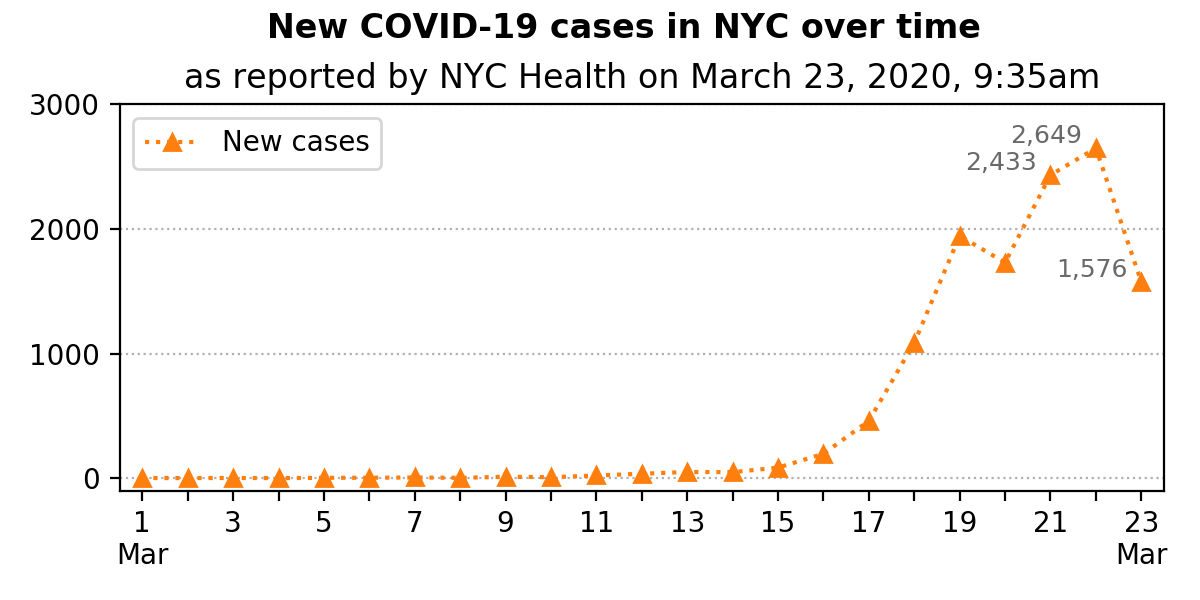 New COVID-19 cases in NYC over time
as reported by NYC Health on March 23, 2020, 9:35am
3000
New cases
2,649
2,433
2000
1,576
1000
0
1 3 5 7 9 11 13 15 17 19 21 23
Mar Mar